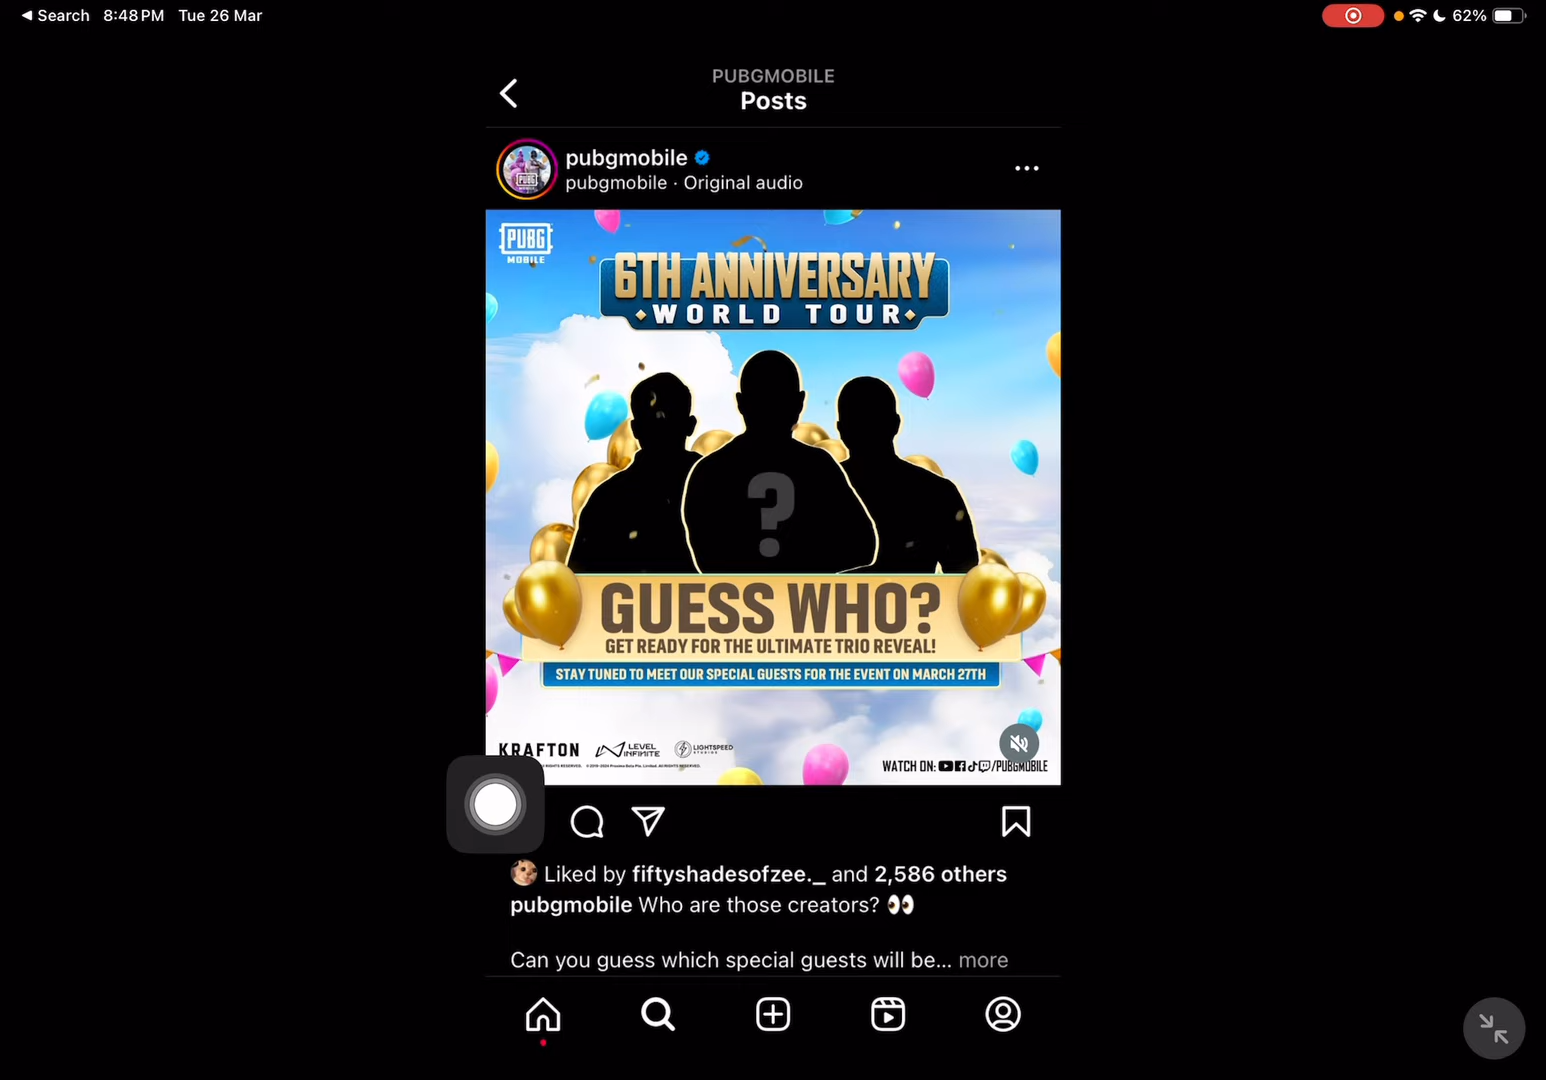 Search 8:48 PM Tue 26 Mar
62%
PUBGMOBILE
Posts
pubgmobile
pubgmobile · Original audio
PUBG
MOBILE
6TH ANNIVERSARY
WORLD TOUR
?
GUESS WHO?
GET READY FOR THE ULTIMATE TRIO REVEAL!
STAY TUNED TO MEET OUR SPECIAL GUESTS FOR THE EVENT ON MARCH 27TH
KRAFTON LEVEL INFINITE LIGHTSPEED STUDIOS
WATCH ON: /PUBGMOBILE
Liked by fiftyshadesofzee._ and 2,586 others
pubgmobile Who are those creators? 👀
Can you guess which special guests will be... more